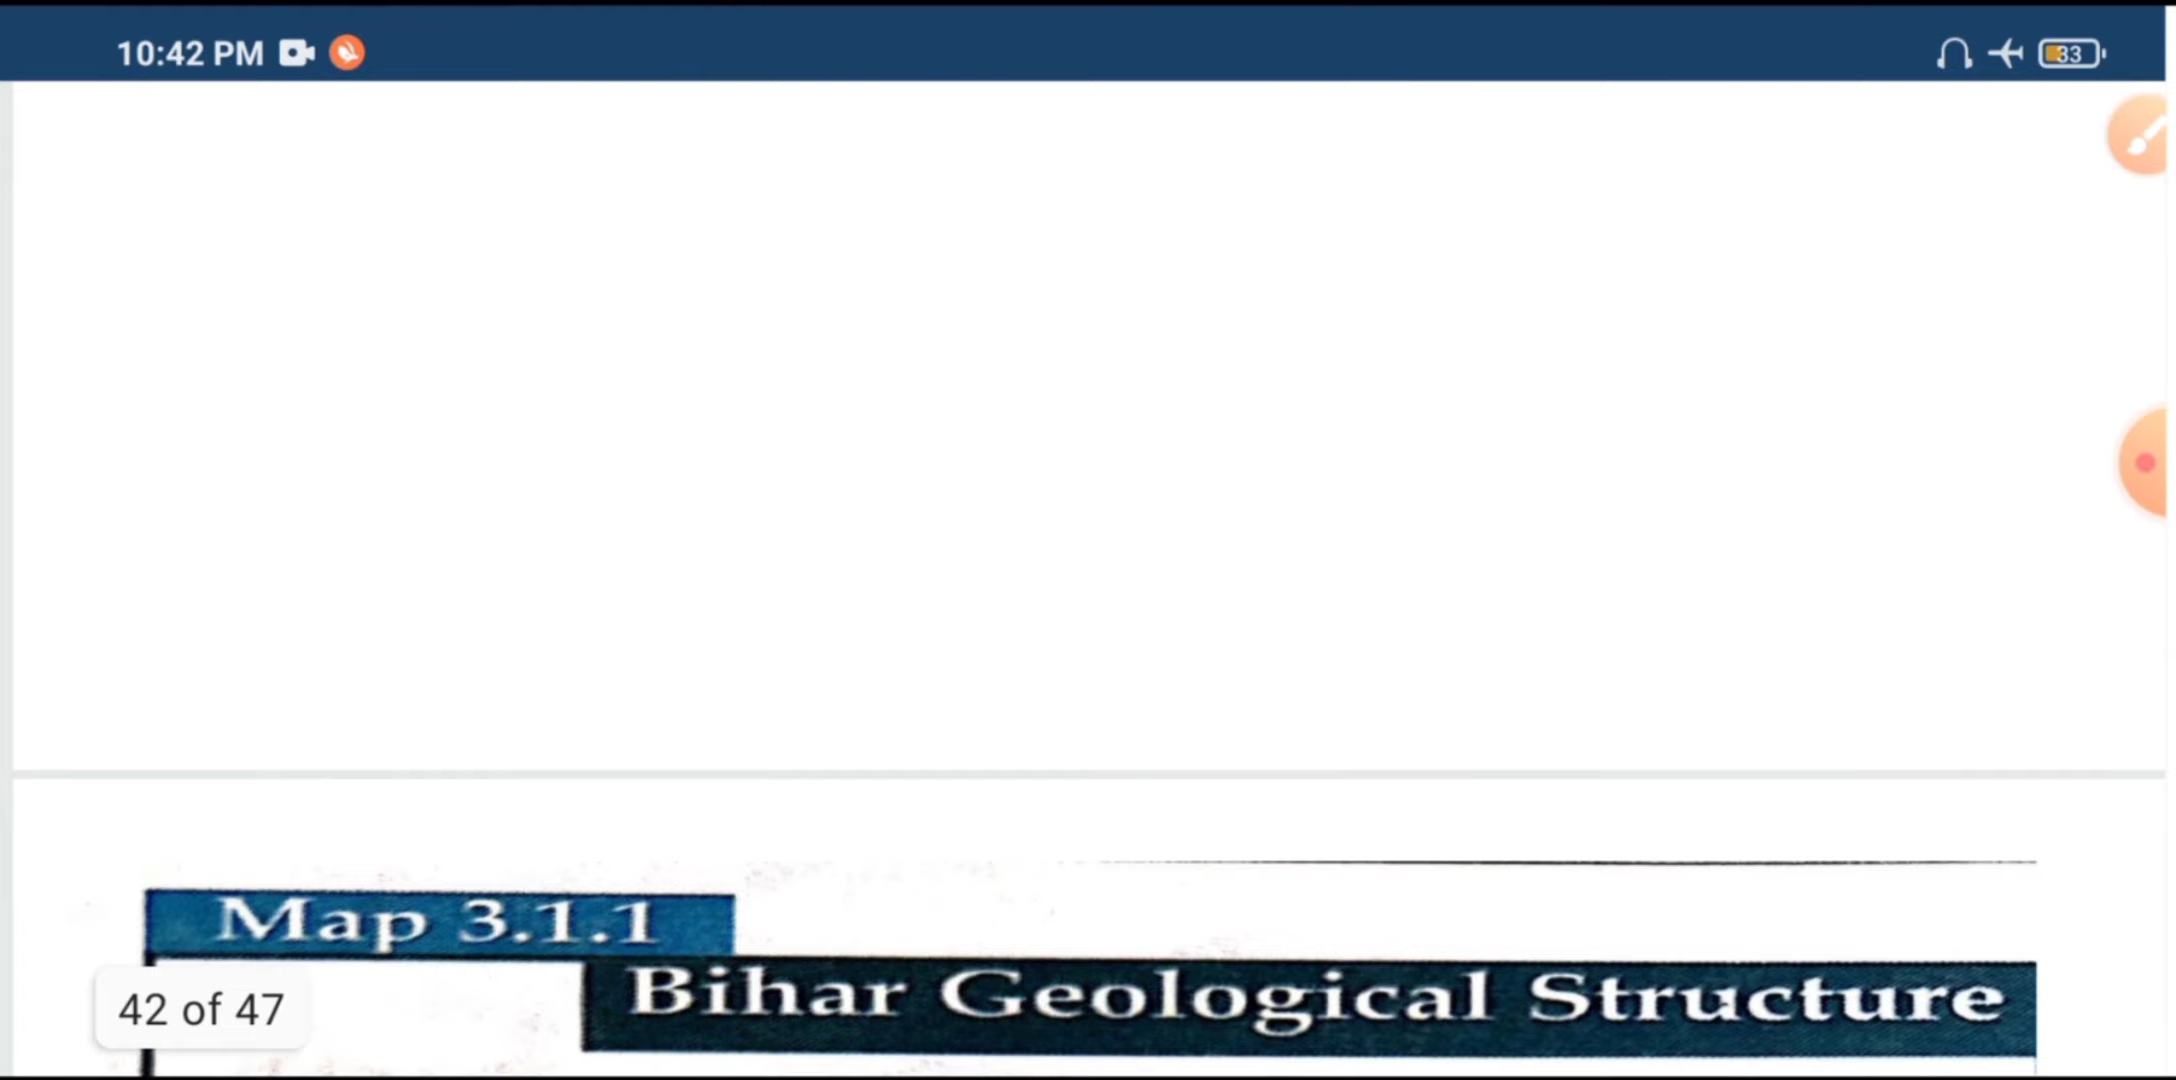 10:42 PM
33
Map 3.1.1
Bihar Geological Structure
42 of 47